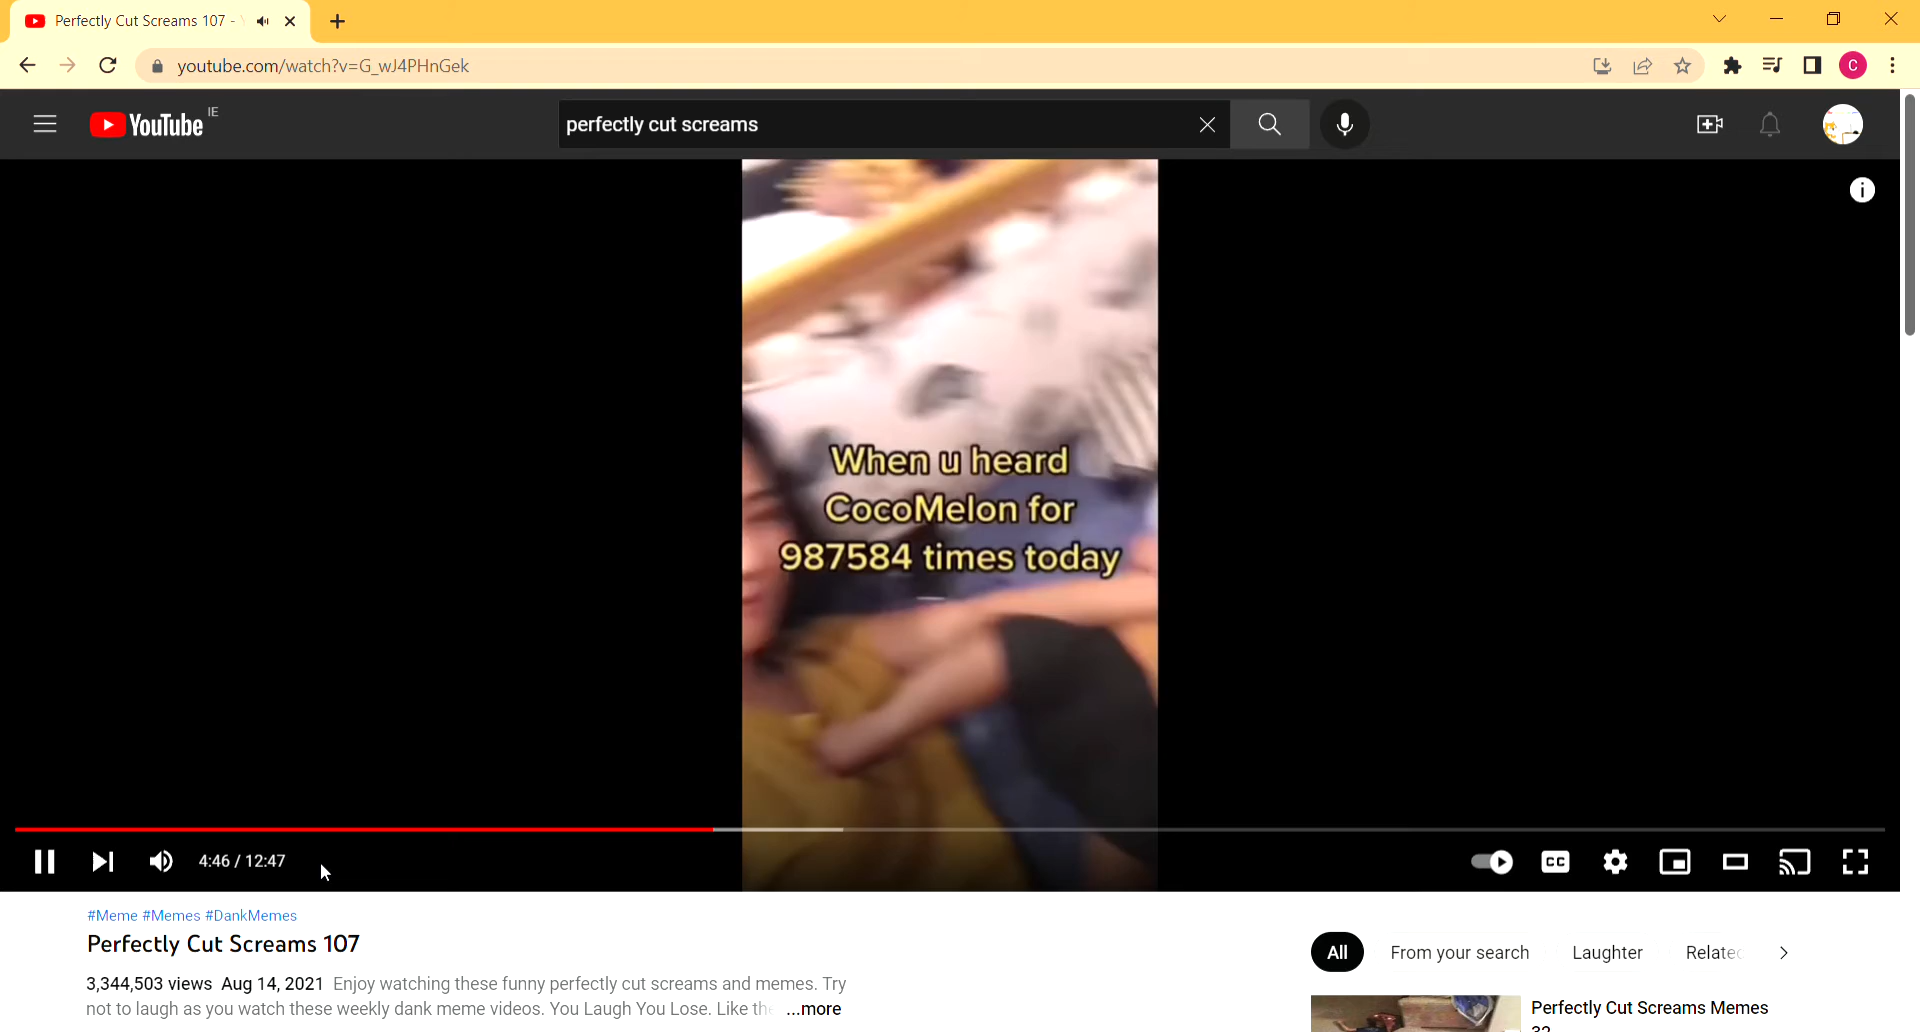 Perfectly Cut Screams 107 -
youtube.com/watch?v=G_wJ4PHnGek
C
YouTube IE
perfectly cut screams
When u heard
CocoMelon for
987584 times today
4:46 / 12:47
CC
#Meme #Memes #DankMemes
Perfectly Cut Screams 107
3,344,503 views Aug 14, 2021 Enjoy watching these funny perfectly cut screams and memes. Try
not to laugh as you watch these weekly dank meme videos. You Laugh You Lose. Like the ...more
All From your search Laughter Related
Perfectly Cut Screams Memes